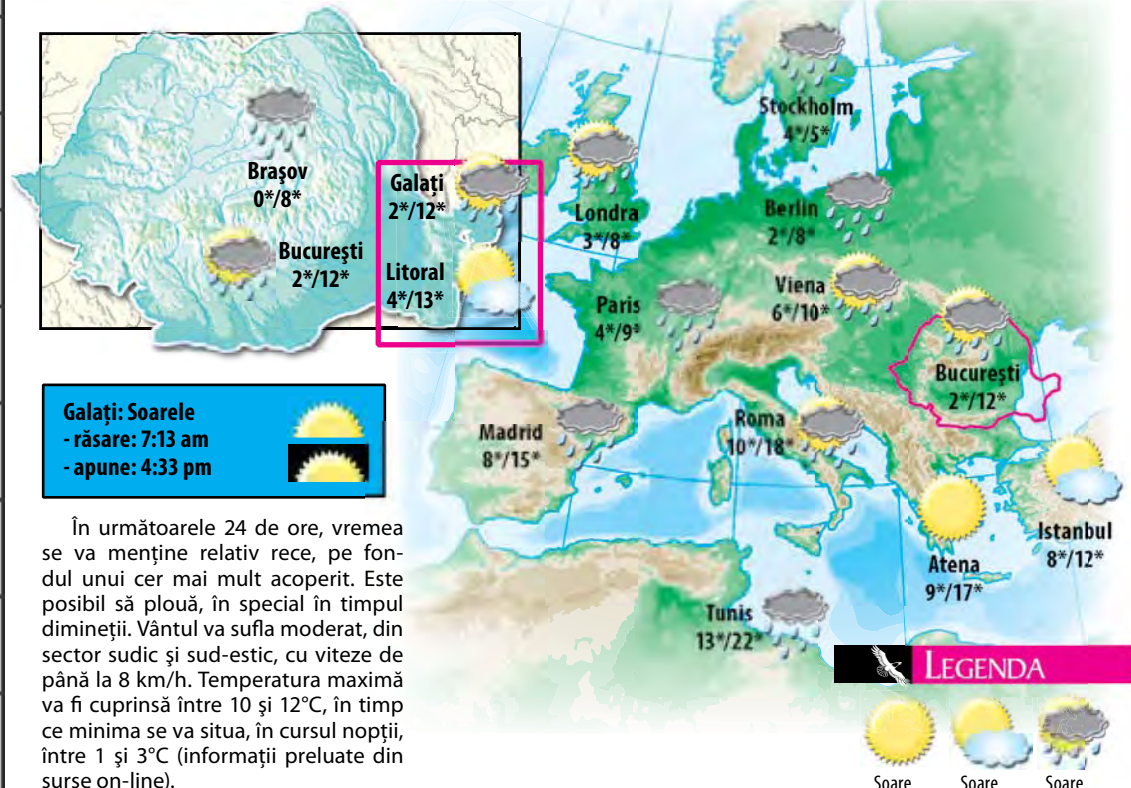 Braşov
0*/8*
Bucureşti
2*/12*
Galaţi
2*/12*
Litoral
4*/13*
Stockholm
4*/5*
Londra
3*/8*
Berlin
2*/8*
Viena
6*/10*
Paris
4*/9*
Bucureşti
2*/12*
Madrid
8*/15*
Roma
10*/18*
Istanbul
8*/12*
Atena
9*/17*
Tunis
13*/22*
Galaţi: Soarele
- răsare: 7:13 am
- apune: 4:33 pm
În următoarele 24 de ore, vremea
se va menţine relativ rece, pe fon-
dul unui cer mai mult acoperit. Este
posibil să plouă, în special în timpul
dimineţii. Vântul va sufla moderat, din
sector sudic şi sud-estic, cu viteze de
până la 8 km/h. Temperatura maximă
va fi cuprinsă între 10 şi 12°C, în timp
ce minima se va situa, în cursul nopţii,
între 1 şi 3°C (informaţii preluate din
surse on-line).
LEGENDA
Soare Soare Soare